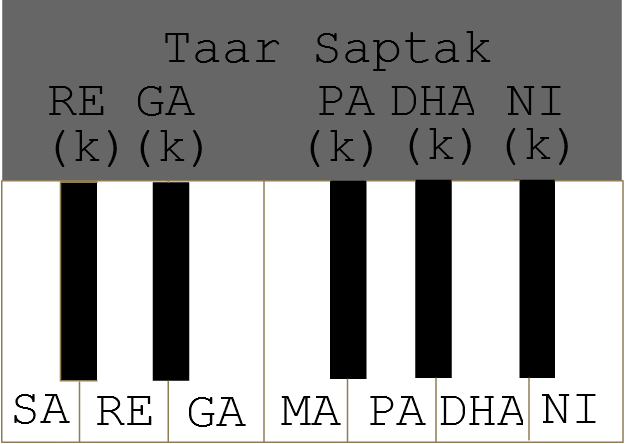 Taar Saptak
RE GA PA DHA NI
(k) (k) (k) (k) (k)
SA RE GA MA PA DHA NI